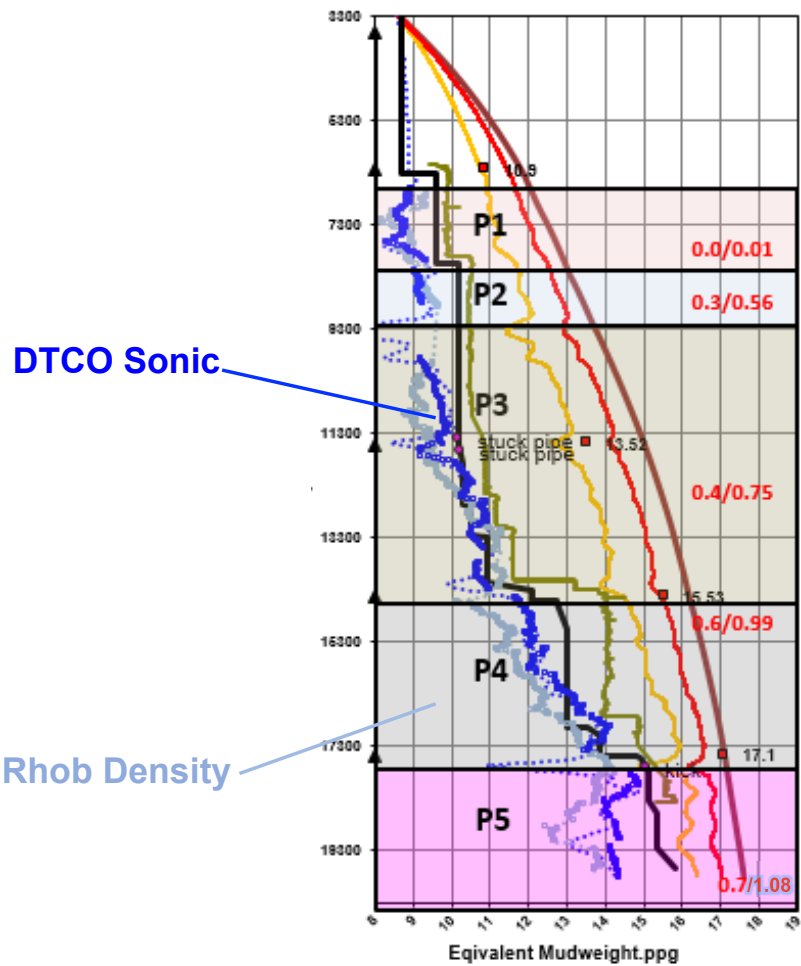 3300
5300
10.9
7300
P1
0.0/0.01
P2
0.3/0.56
9300
DTCO Sonic
P3
11300
stuck pipe
13.52
stuck pipe
0.4/0.75
13300
15.53
0.6/0.99
15300
P4
17300
17.1
Rhob Density
P5
19300
0.7/1.08
8 9 10 11 12 13 14 15 16 17 18 19
Eqivalent Mudweight.ppg